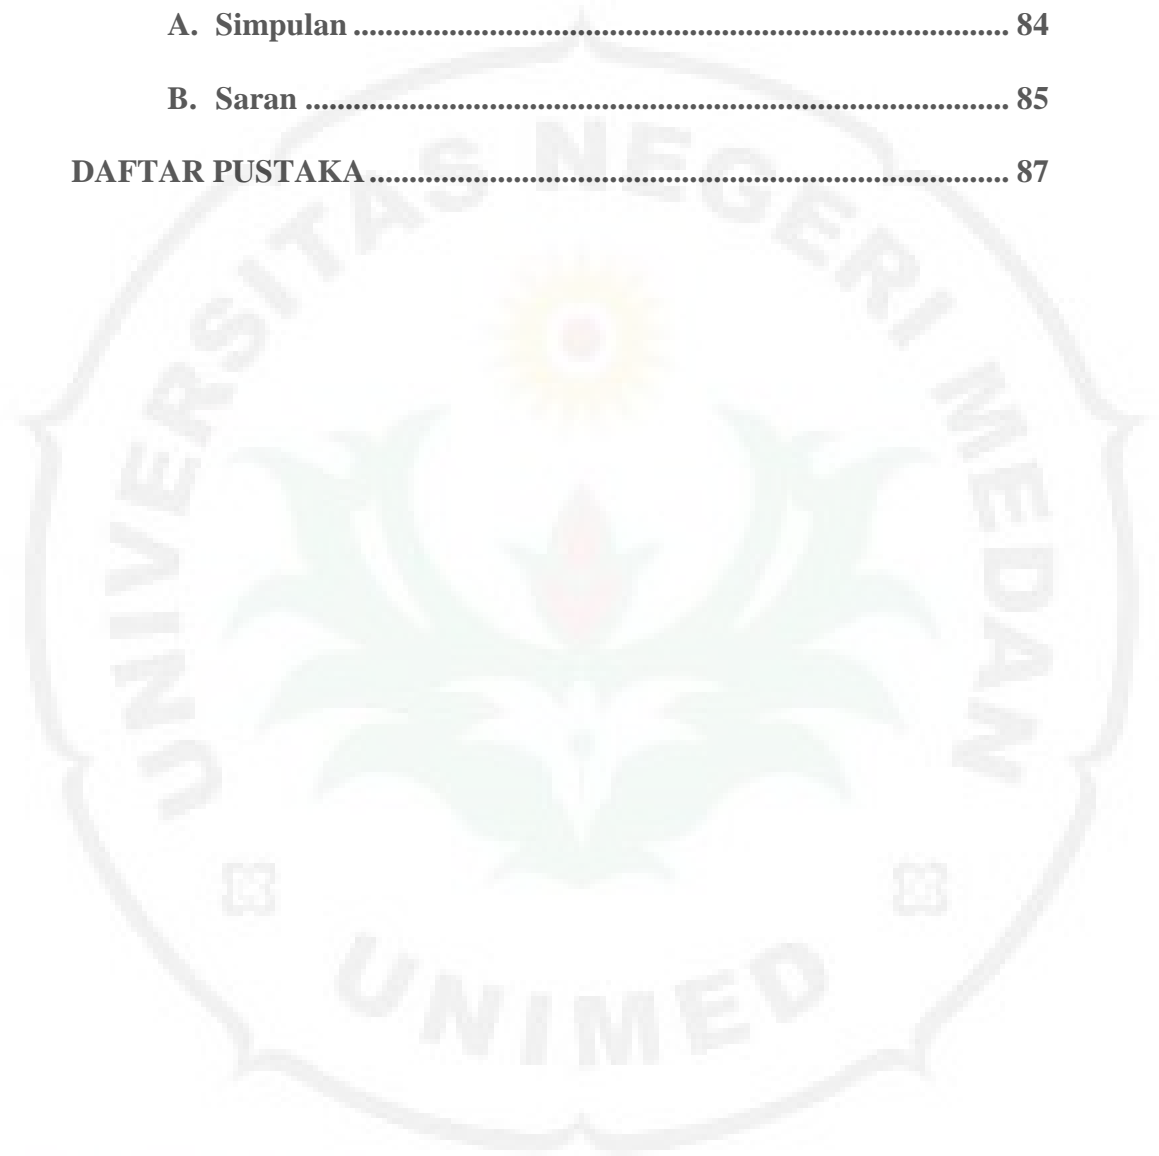 A. Simpulan ................................................................................. 84
B. Saran ....................................................................................... 85
DAFTAR PUSTAKA ............................................................................... 87
UNIVERSITAS NEGERI MEDAN
UNIMED